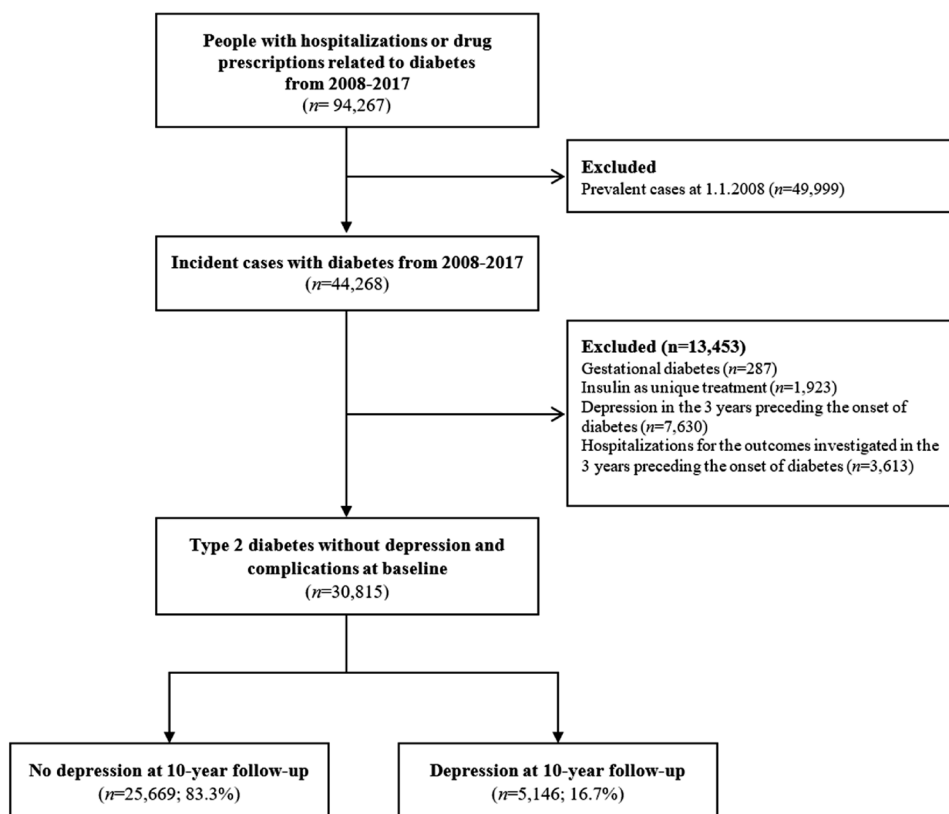 People with hospitalizations or drug
prescriptions related to diabetes
from 2008-2017
(n= 94,267)
Excluded
Prevalent cases at 1.1.2008 (n=49,999)
Incident cases with diabetes from 2008-2017
(n=44,268)
Excluded (n=13,453)
Gestational diabetes (n=287)
Insulin as unique treatment (n=1,923)
Depression in the 3 years preceding the onset of
diabetes (n=7,630)
Hospitalizations for the outcomes investigated in the
3 years preceding the onset of diabetes (n=3,613)
Type 2 diabetes without depression and
complications at baseline
(n=30,815)
No depression at 10-year follow-up
(n=25,669; 83.3%)
Depression at 10-year follow-up
(n=5,146; 16.7%)